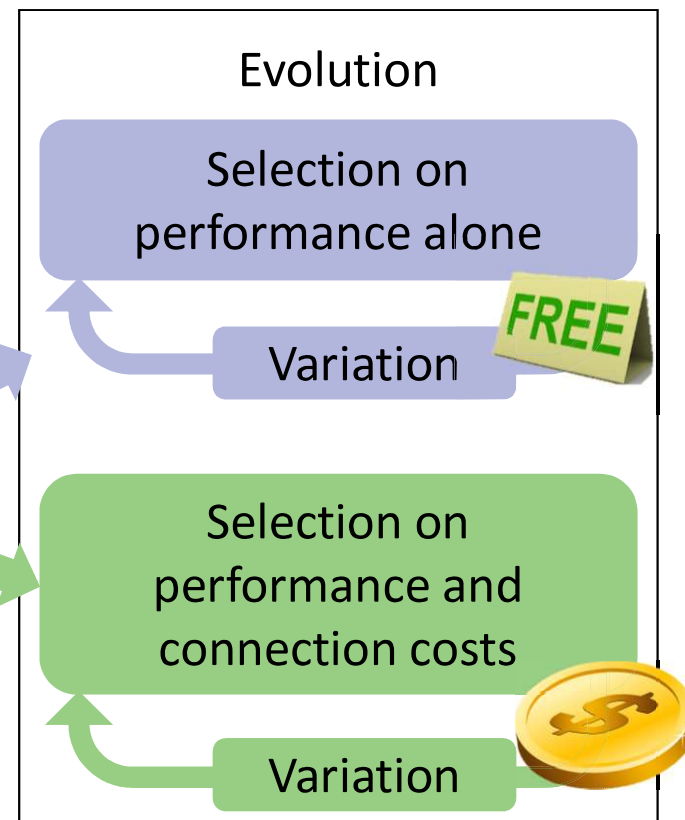 Evolution
Selection on
performance alone
FREE
Variation
Selection on
performance and
connection costs
$
Variation